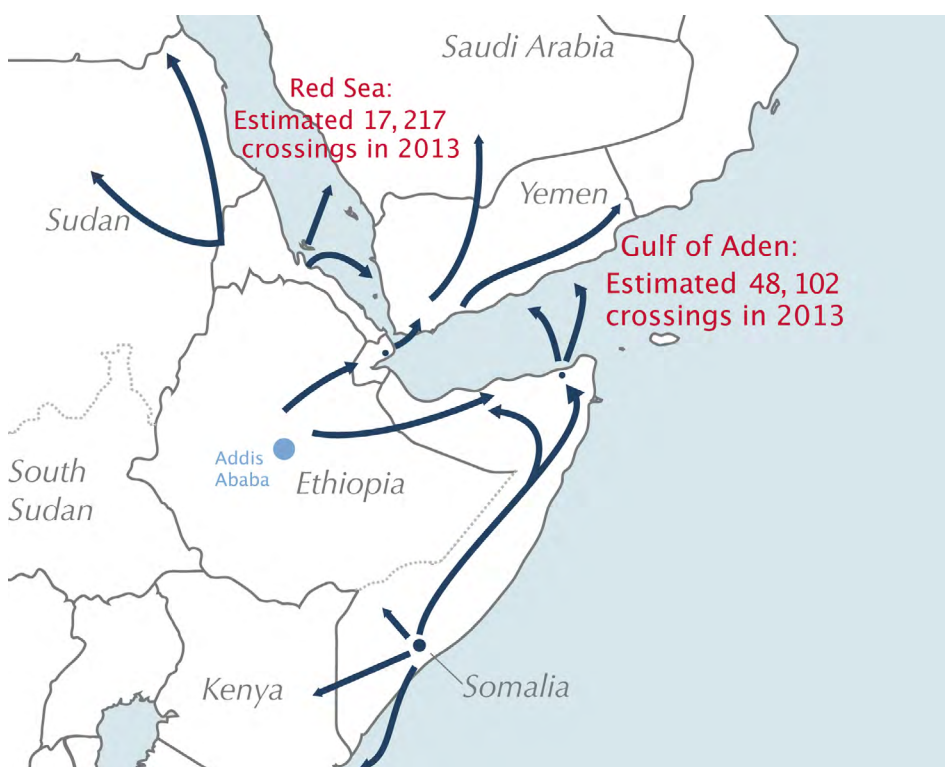 Saudi Arabia
Red Sea:
Estimated 17, 217
crossings in 2013
Yemen
Sudan
Gulf of Aden:
Estimated 48, 102
crossings in 2013
Addis
Ababa
Ethiopia
South
Sudan
Kenya
Somalia